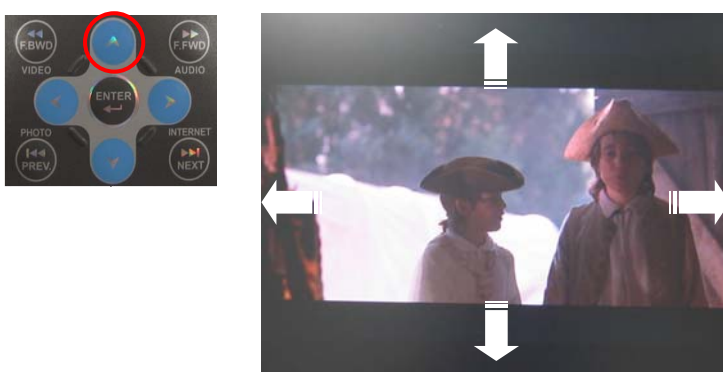 F.BWD
F.FWD
VIDEO
AUDIO
ENTER
PHOTO
INTERNET
PREV.
NEXT